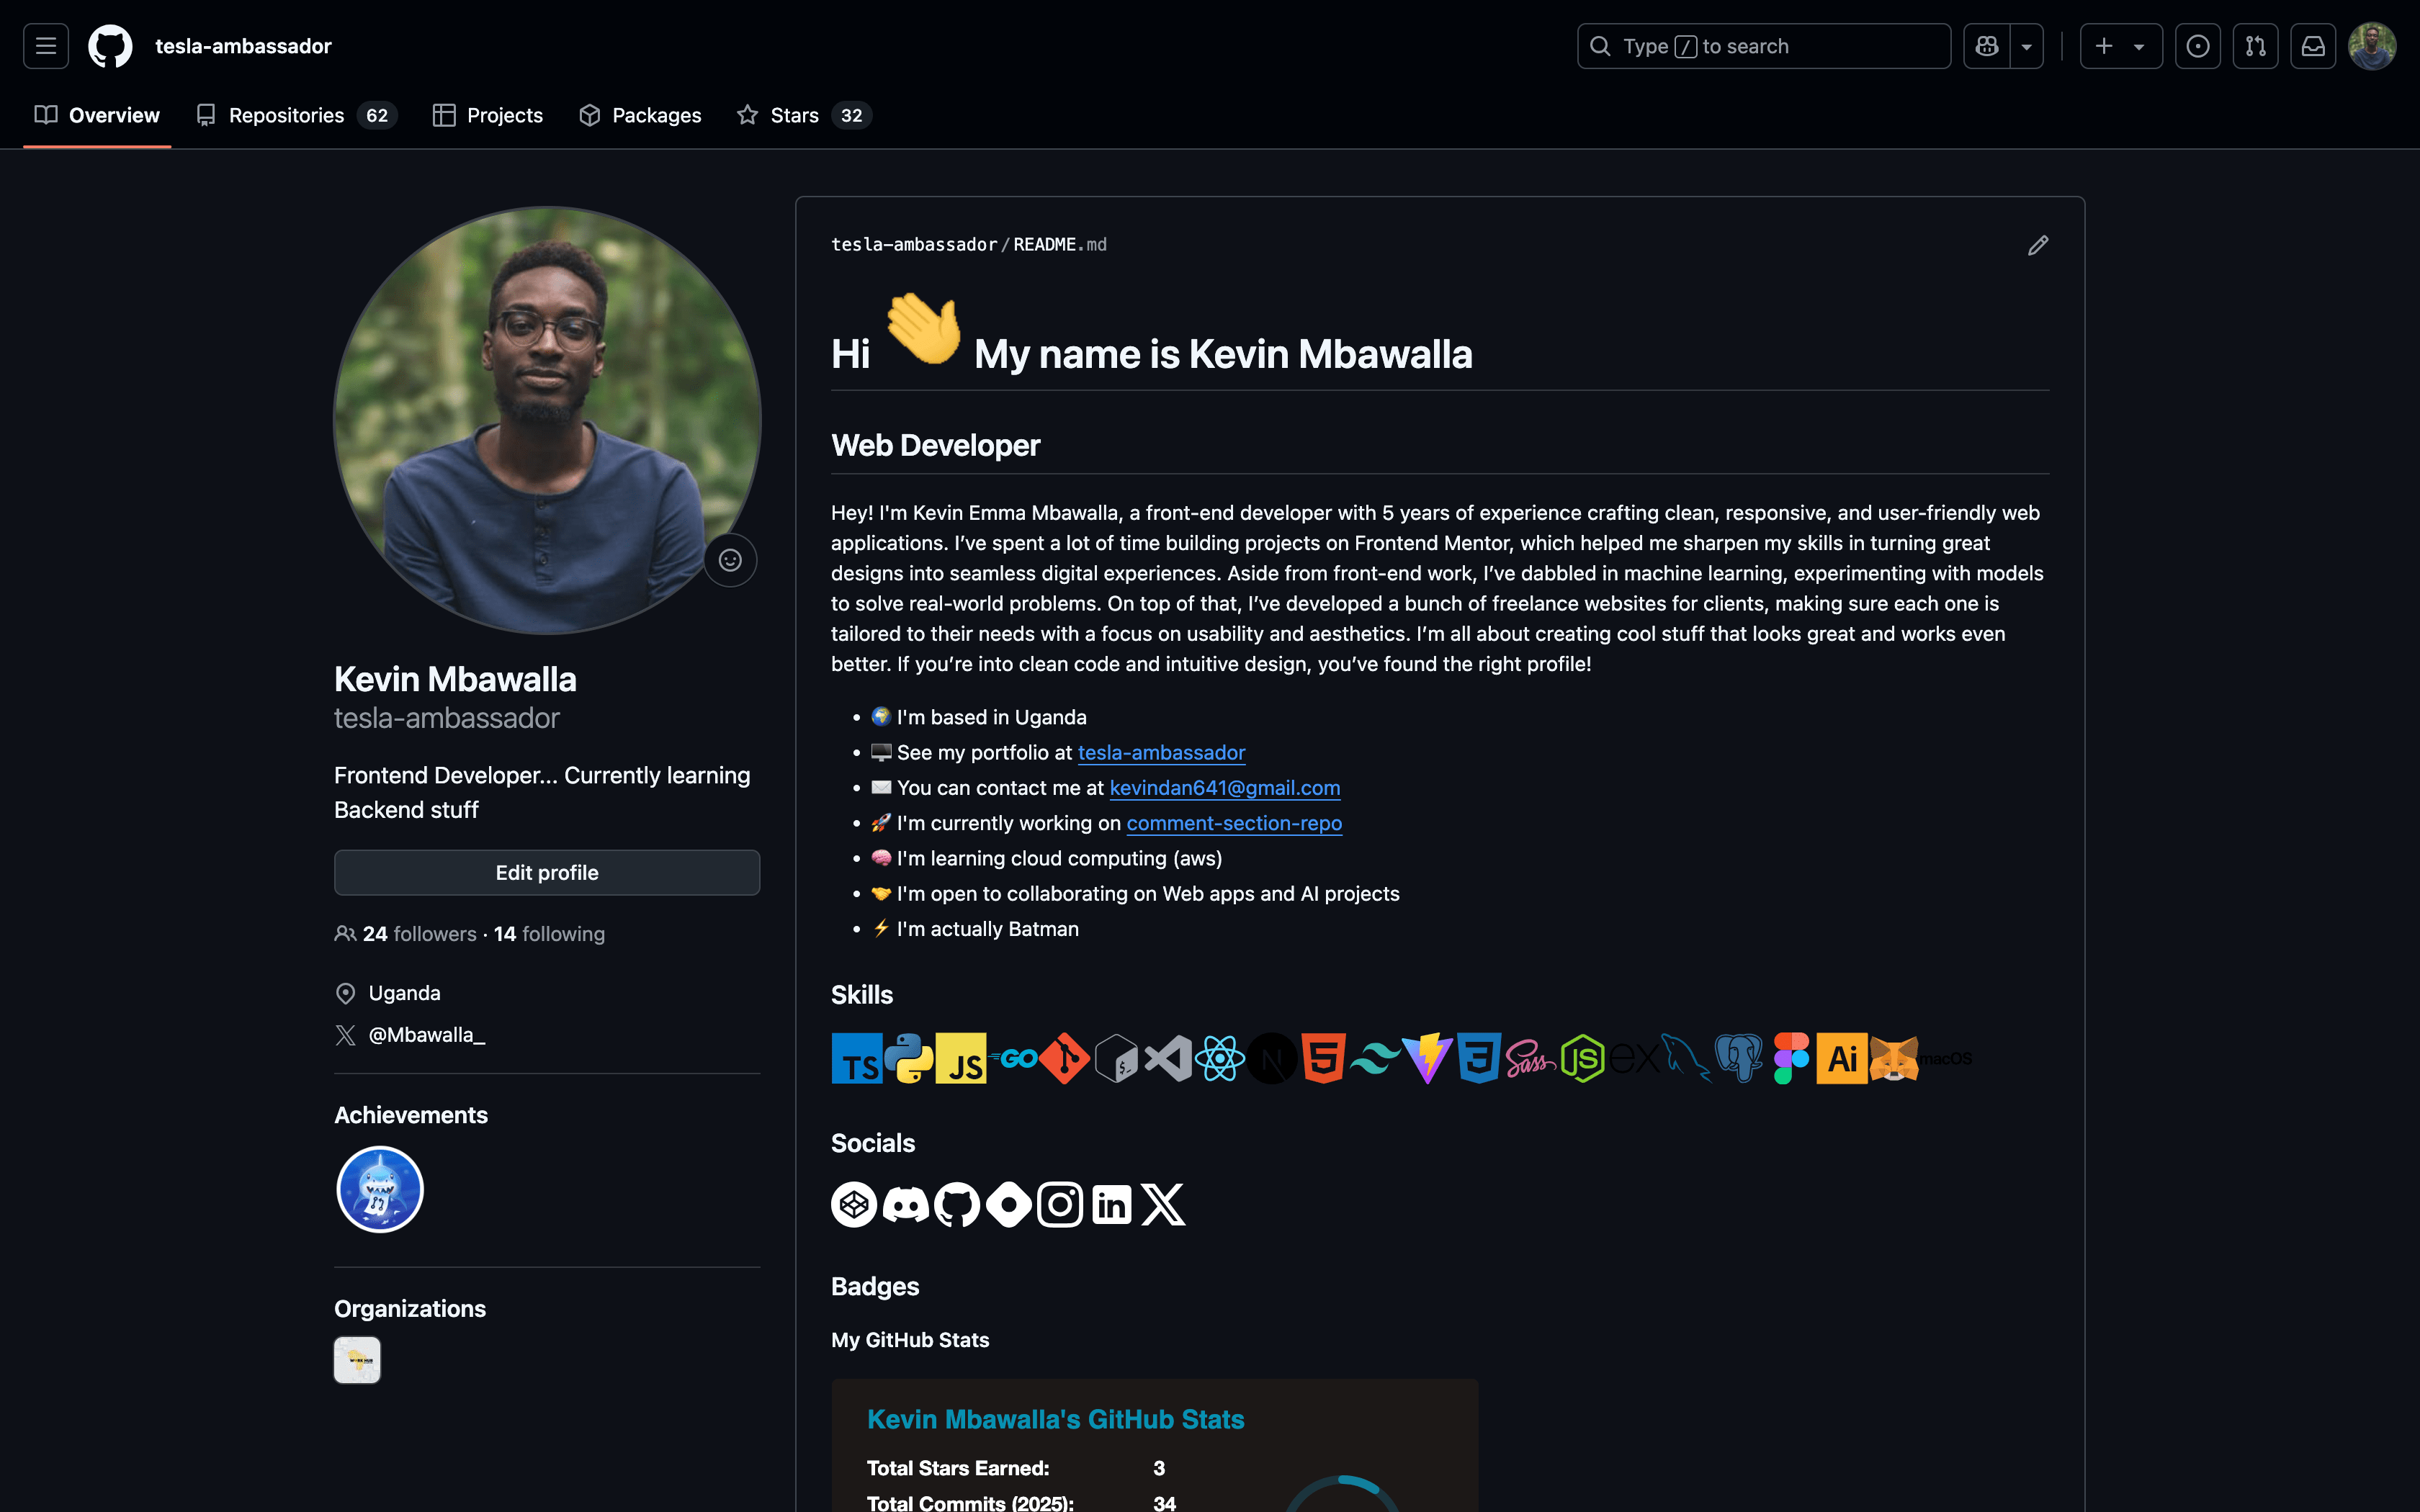 tesla-ambassador
Type / to search
Overview
Repositories 62
Projects
Packages
Stars 32
Kevin Mbawalla
tesla-ambassador
Frontend Developer... Currently learning
Backend stuff
Edit profile
24 followers · 14 following
Uganda
@Mbawalla_
Achievements
Organizations
WORK HUB
tesla-ambassador/README.md
Hi 👋 My name is Kevin Mbawalla
Web Developer
Hey! I'm Kevin Emma Mbawalla, a front-end developer with 5 years of experience crafting clean, responsive, and user-friendly web
applications. I’ve spent a lot of time building projects on Frontend Mentor, which helped me sharpen my skills in turning great
designs into seamless digital experiences. Aside from front-end work, I’ve dabbled in machine learning, experimenting with models
to solve real-world problems. On top of that, I’ve developed a bunch of freelance websites for clients, making sure each one is
tailored to their needs with a focus on usability and aesthetics. I’m all about creating cool stuff that looks great and works even
better. If you’re into clean code and intuitive design, you’ve found the right profile!
• 🌍 I'm based in Uganda
• 🖥️ See my portfolio at tesla-ambassador
• ✉️ You can contact me at kevindan641@gmail.com
• 🚀 I'm currently working on comment-section-repo
• 🧠 I'm learning cloud computing (aws)
• 🤝 I'm open to collaborating on Web apps and AI projects
• ⚡ I'm actually Batman
Skills
TS JS GO $_ N 5 3 Sass JS ex Ai macOS
Socials
in X
Badges
My GitHub Stats
Kevin Mbawalla's GitHub Stats
Total Stars Earned: 3
Total Commits (2025): 34